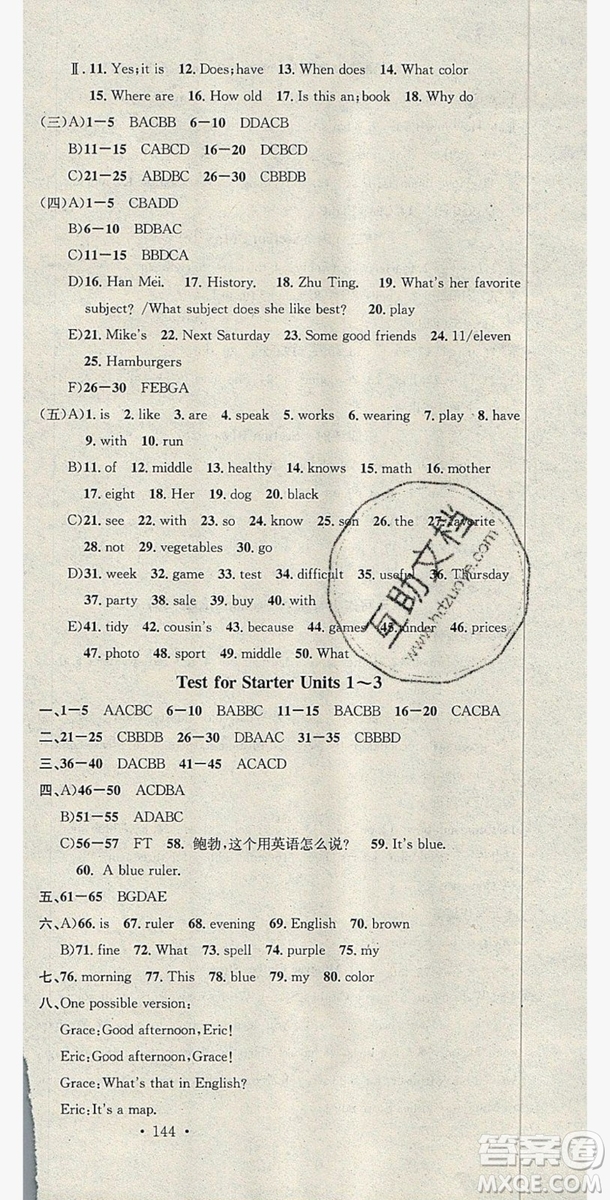 Ⅱ. 11. Yes;it is 12. Does;have 13. When does 14. What color
15. Where are 16. How old 17. Is this an;book 18. Why do
(三)A)1－5 BACBB 6－10 DDACB
B)11－15 CABCD 16－20 DCBCD
C)21－25 ABDBC 26－30 CBBDB
(四)A)1－5 CBADD
B)6－10 BDBAC
C)11－15 BBDCA
D)16. Han Mei. 17. History. 18. Zhu Ting. 19. What's her favorite
subject? /What subject does she like best? 20. play
E)21. Mike's 22. Next Saturday 23. Some good friends 24. 11/eleven
25. Hamburgers
F)26－30 FEBGA
(五)A)1. is 2. like 3. are 4. speak 5. works 6. wearing 7. play 8. have
9. with 10. run
B)11. of 12. middle 13. healthy 14. knows 15. math 16. mother
17. eight 18. Her 19. dog 20. black
C)21. see 22. with 23. so 24. know 25. son 26. the 27. favorite
28. not 29. vegetables 30. go
D)31. week 32. game 33. test 34. difficult 35. useful 36. Thursday
37. party 38. sale 39. buy 40. with
E)41. tidy 42. cousin's 43. because 44. games 45. under 46. prices
47. photo 48. sport 49. middle 50. What
Test for Starter Units 1～3
一、1－5 AACBC 6－10 BABBC 11－15 BACBB 16－20 CACBA
二、21－25 CBBDB 26－30 DBAAC 31－35 CBBBD
三、36－40 DACBB 41－45 ACACD
四、A)46－50 ACDBA
B)51－55 ADABC
C)56－57 FT 58. 鲍勃,这个用英语怎么说? 59. It's blue.
60. A blue ruler.
五、61－65 BGDAE
六、A)66. is 67. ruler 68. evening 69. English 70. brown
B)71. fine 72. What 73. spell 74. purple 75. my
七、76. morning 77. This 78. blue 79. and 80. color
八、One possible version:
Grace:Good afternoon,Eric!
Eric:Good afternoon,Grace!
Grace:What's that in English?
Eric:It's a map.
· 144 ·
互助文档
www.hdzuoye.com
答案圈
MXQE.COM